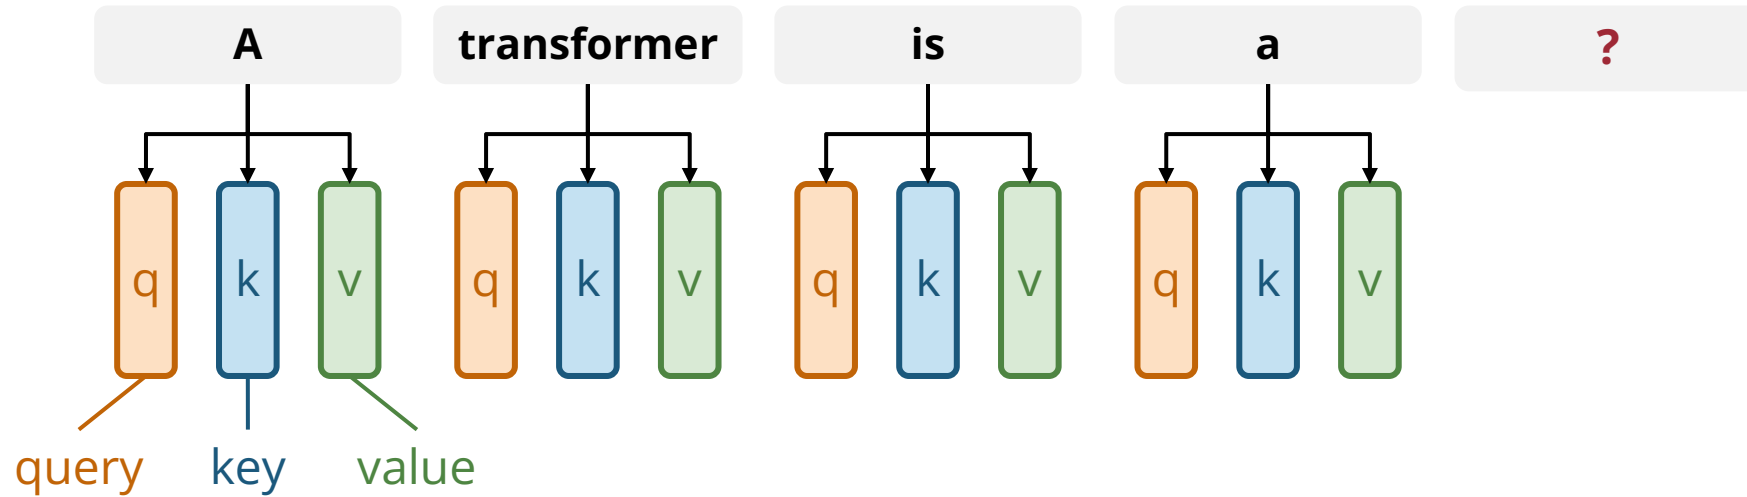 A transformer is a ?
q k v q k v q k v q k v
query key value